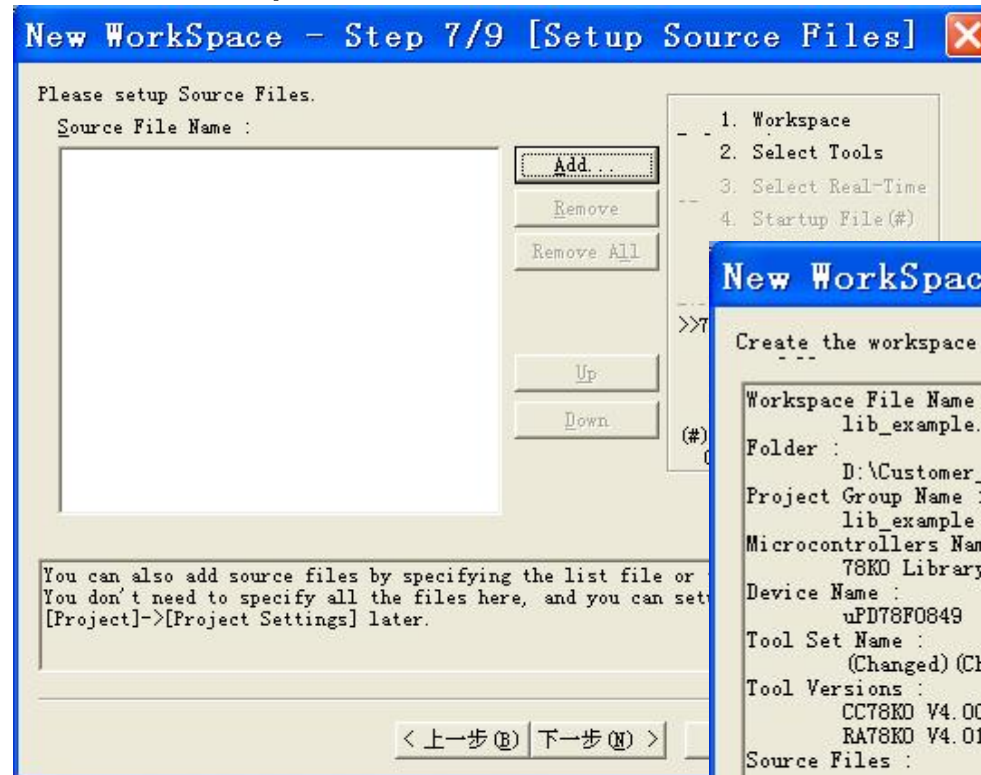 New WorkSpace - Step 7/9 [Setup Source Files]
Please setup Source Files.
Source File Name :
Add...
Remove
Remove All
Up
Down
1. Workspace
2. Select Tools
3. Select Real-Time
4. Startup File(#)
>>7
(#)
You can also add source files by specifying the list file or
You don't need to specify all the files here, and you can set
[Project]->[Project Settings] later.
< 上一步(B)
下一步(N) >
New WorkSpac
Create the workspace
Workspace File Name
lib_example.
Folder :
D:\Customer_
Project Group Name :
lib_example
Microcontrollers Nam
78K0 Library
Device Name :
uPD78F0849
Tool Set Name :
(Changed)(Ch
Tool Versions :
CC78K0 V4.00
RA78K0 V4.01
Source Files :